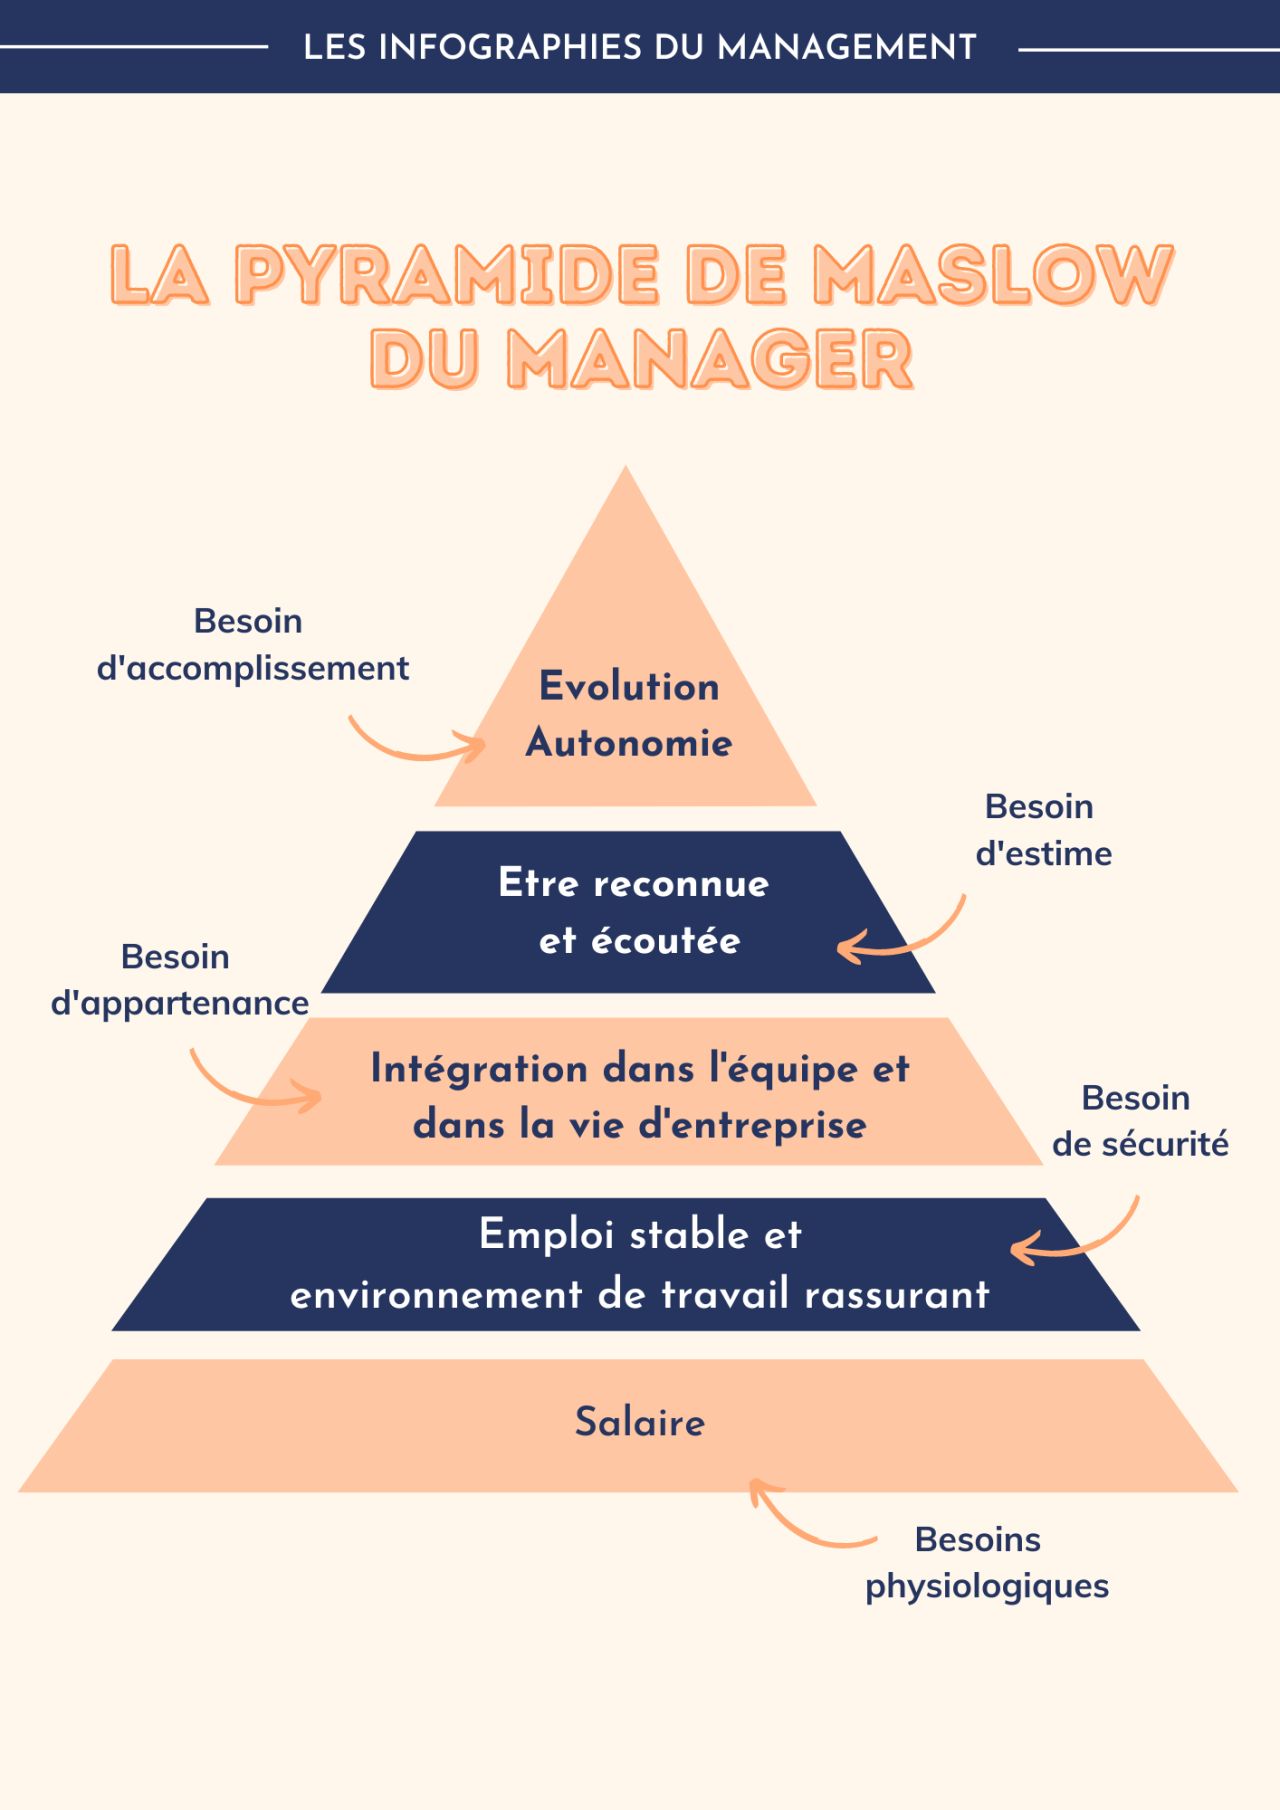 LES INFOGRAPHIES DU MANAGEMENT
LA PYRAMIDE DE MASLOW
DU MANAGER
Besoin
d'accomplissement
Evolution
Autonomie
Besoin
d'estime
Etre reconnue
et écoutée
Besoin
d'appartenance
Intégration dans l'équipe et
dans la vie d'entreprise
Besoin
de sécurité
Emploi stable et
environnement de travail rassurant
Salaire
Besoins
physiologiques